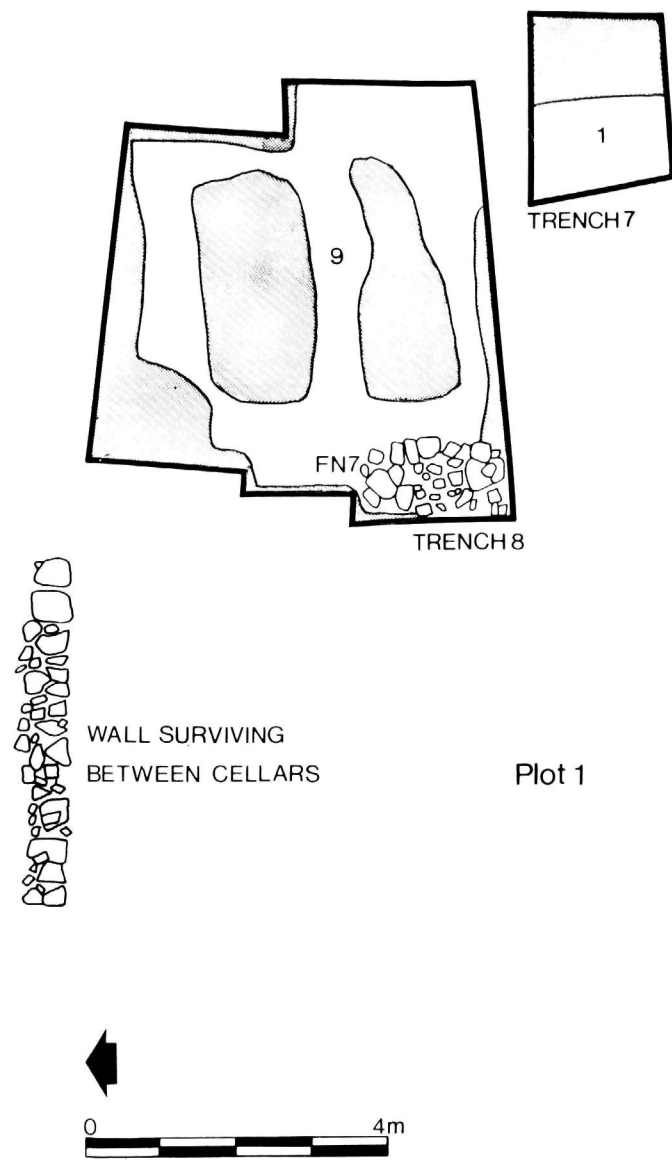 1
TRENCH 7
9
FN7
TRENCH 8
WALL SURVIVING
BETWEEN CELLARS
Plot 1
0 4m